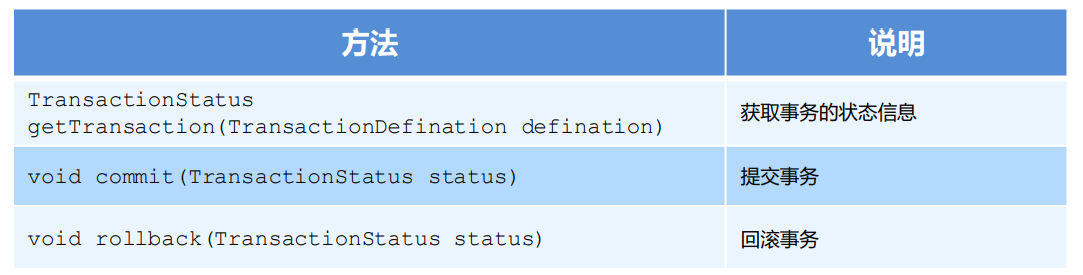 方法
说明
TransactionStatus
getTransaction(TransactionDefination defination)
获取事务的状态信息
void commit(TransactionStatus status)
提交事务
void rollback(TransactionStatus status)
回滚事务